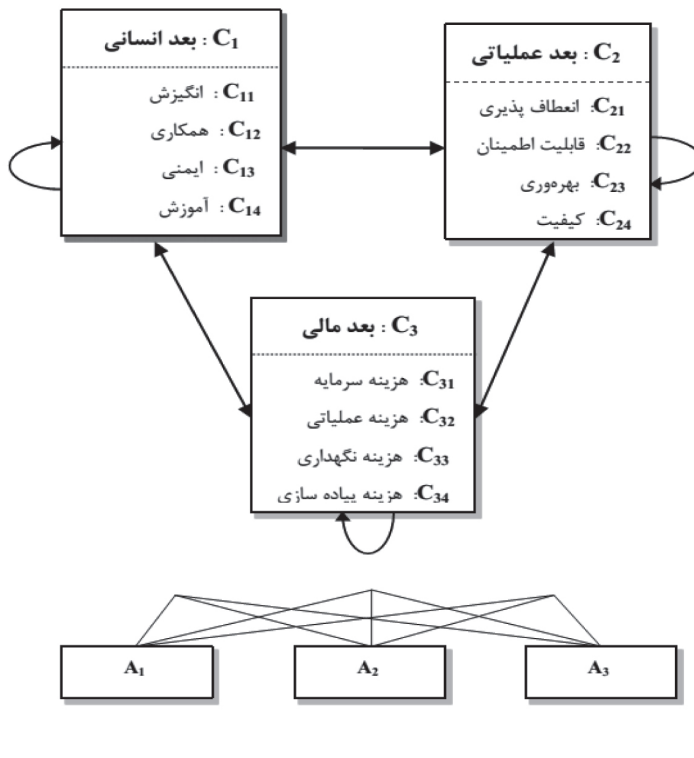 C1 : بعد انسانی
C11 : انگیزش
C12 : همکاری
C13 : ایمنی
C14 : آموزش
C2 : بعد عملیاتی
C21: انعطاف پذیری
C22: قابلیت اطمینان
C23: بهره‌وری
C24: کیفیت
C3 : بعد مالی
C31: هزینه سرمایه
C32: هزینه عملیاتی
C33: هزینه نگهداری
C34: هزینه پیاده سازی
A1
A2
A3